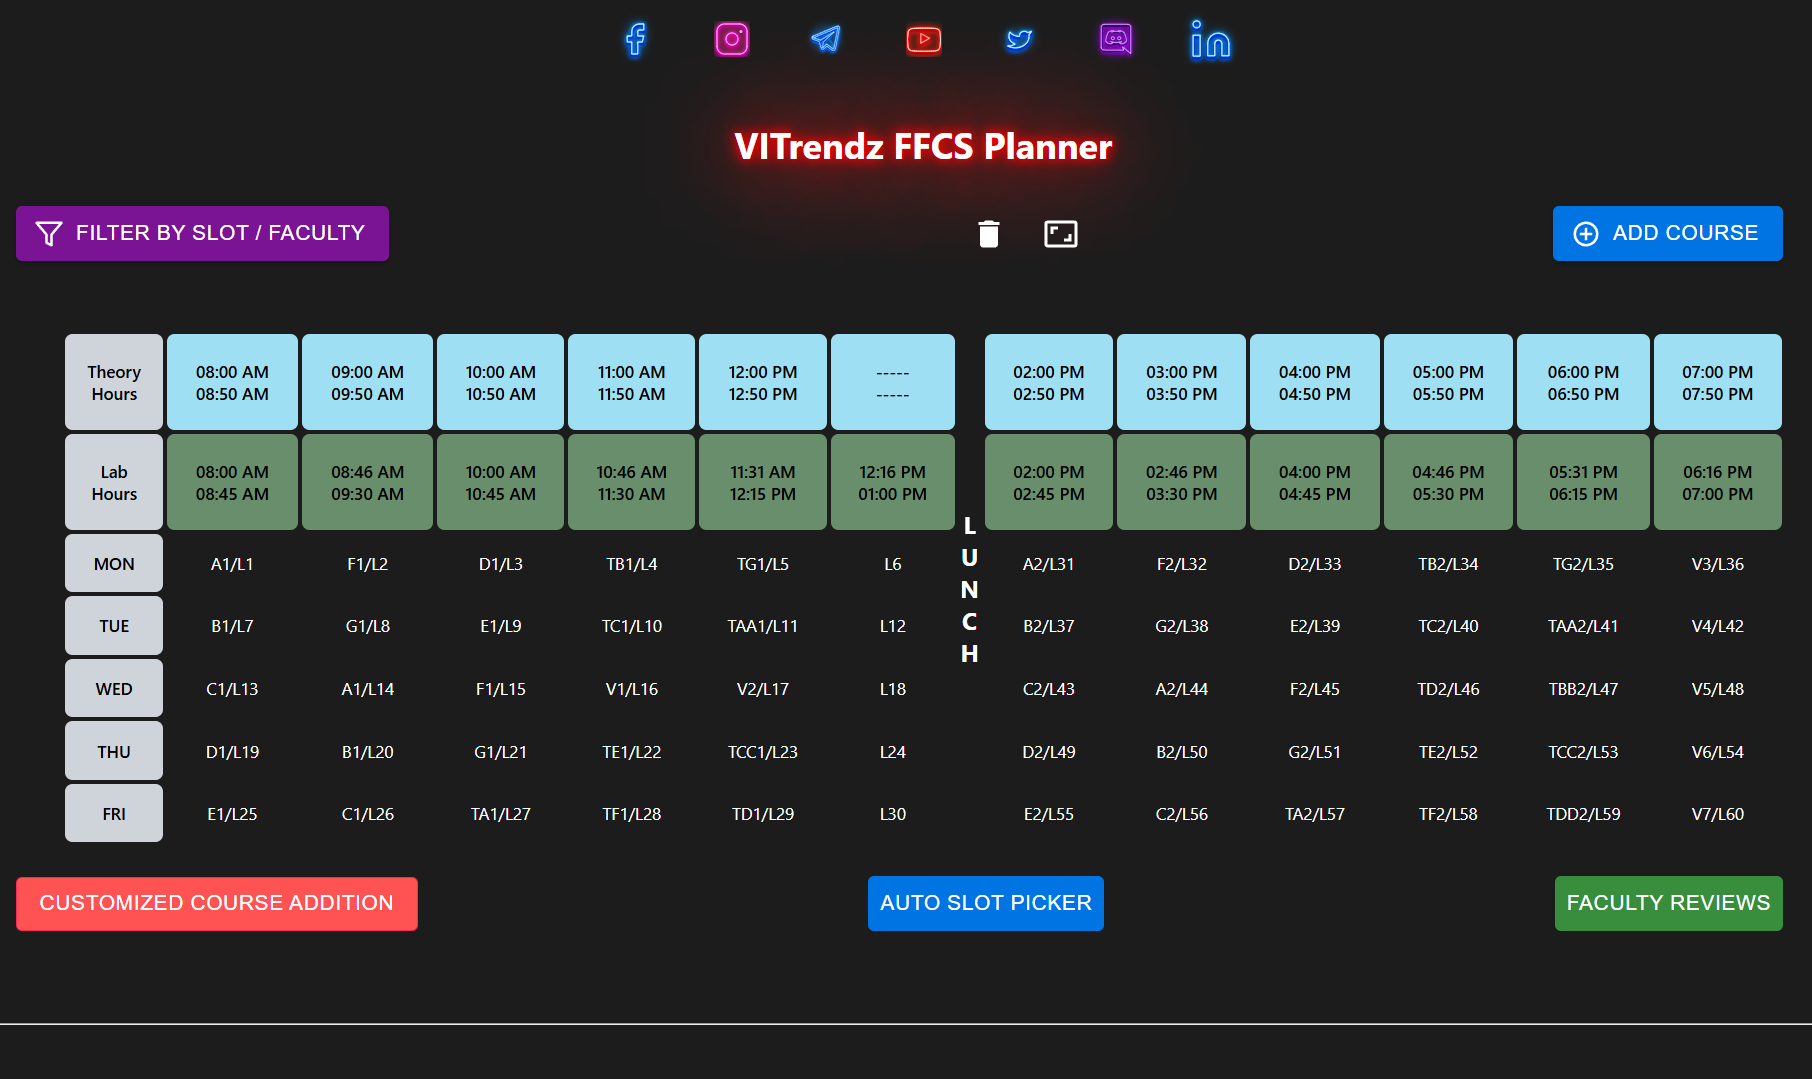 VITrendz FFCS Planner
FILTER BY SLOT / FACULTY
ADD COURSE
Theory Hours 08:00 AM 08:50 AM 09:00 AM 09:50 AM 10:00 AM 10:50 AM 11:00 AM 11:50 AM 12:00 PM 12:50 PM ----- ----- 02:00 PM 02:50 PM 03:00 PM 03:50 PM 04:00 PM 04:50 PM 05:00 PM 05:50 PM 06:00 PM 06:50 PM 07:00 PM 07:50 PM
Lab Hours 08:00 AM 08:45 AM 08:46 AM 09:30 AM 10:00 AM 10:45 AM 10:46 AM 11:30 AM 11:31 AM 12:15 PM 12:16 PM 01:00 PM 02:00 PM 02:45 PM 02:46 PM 03:30 PM 04:00 PM 04:45 PM 04:46 PM 05:30 PM 05:31 PM 06:15 PM 06:16 PM 07:00 PM
LUNCH
MON A1/L1 F1/L2 D1/L3 TB1/L4 TG1/L5 L6 A2/L31 F2/L32 D2/L33 TB2/L34 TG2/L35 V3/L36
TUE B1/L7 G1/L8 E1/L9 TC1/L10 TAA1/L11 L12 B2/L37 G2/L38 E2/L39 TC2/L40 TAA2/L41 V4/L42
WED C1/L13 A1/L14 F1/L15 V1/L16 V2/L17 L18 C2/L43 A2/L44 F2/L45 TD2/L46 TBB2/L47 V5/L48
THU D1/L19 B1/L20 G1/L21 TE1/L22 TCC1/L23 L24 D2/L49 B2/L50 G2/L51 TE2/L52 TCC2/L53 V6/L54
FRI E1/L25 C1/L26 TA1/L27 TF1/L28 TD1/L29 L30 E2/L55 C2/L56 TA2/L57 TF2/L58 TDD2/L59 V7/L60
CUSTOMIZED COURSE ADDITION
AUTO SLOT PICKER
FACULTY REVIEWS